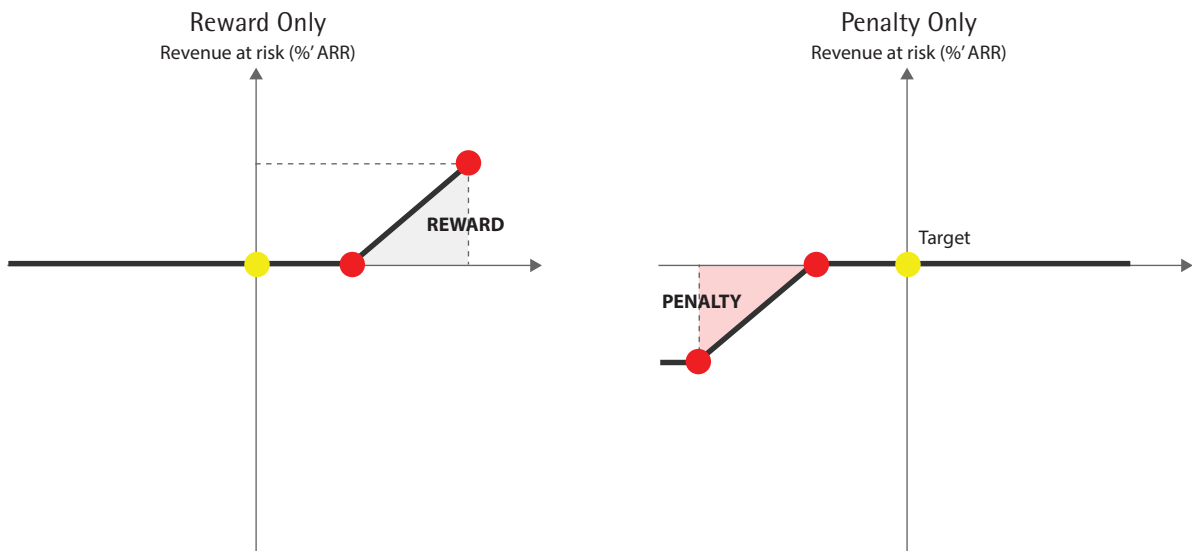 Reward Only
Revenue at risk (%’ ARR)
REWARD
Penalty Only
Revenue at risk (%’ ARR)
Target
PENALTY